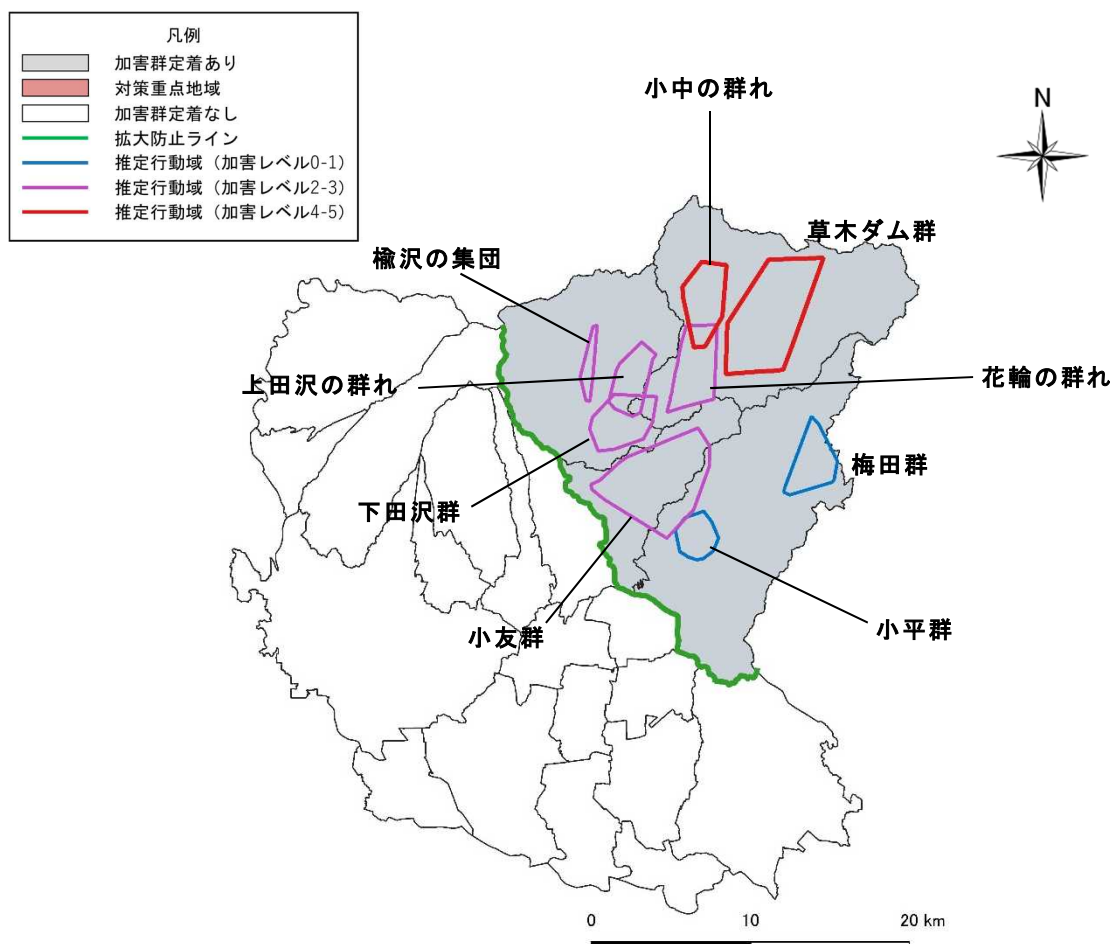 凡例
加害群定着あり
対策重点地域
加害群定着なし
拡大防止ライン
推定行動域（加害レベル0-1）
推定行動域（加害レベル2-3）
推定行動域（加害レベル4-5）
小中の群れ
N
草木ダム群
楡沢の集団
上田沢の群れ
花輪の群れ
梅田群
下田沢群
小友群
小平群
0 10 20 km